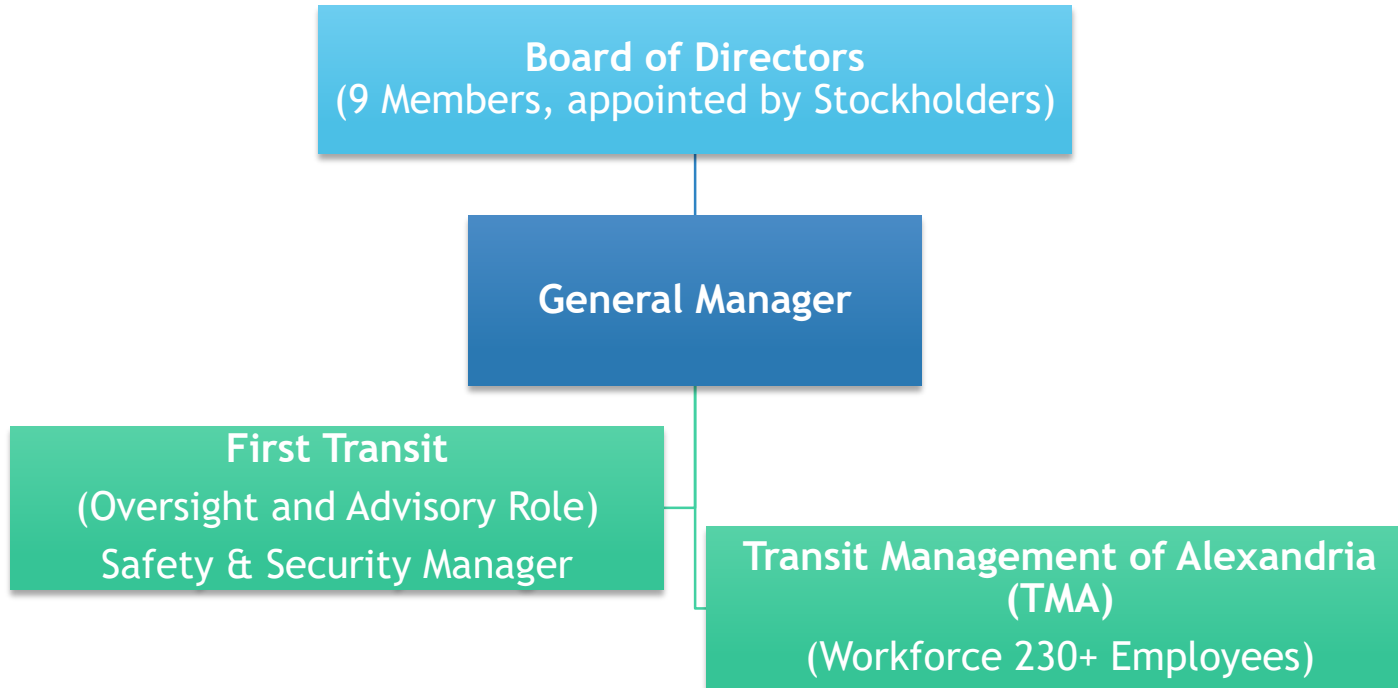 Board of Directors
(9 Members, appointed by Stockholders)
General Manager
First Transit
(Oversight and Advisory Role)
Safety & Security Manager
Transit Management of Alexandria
(TMA)
(Workforce 230+ Employees)